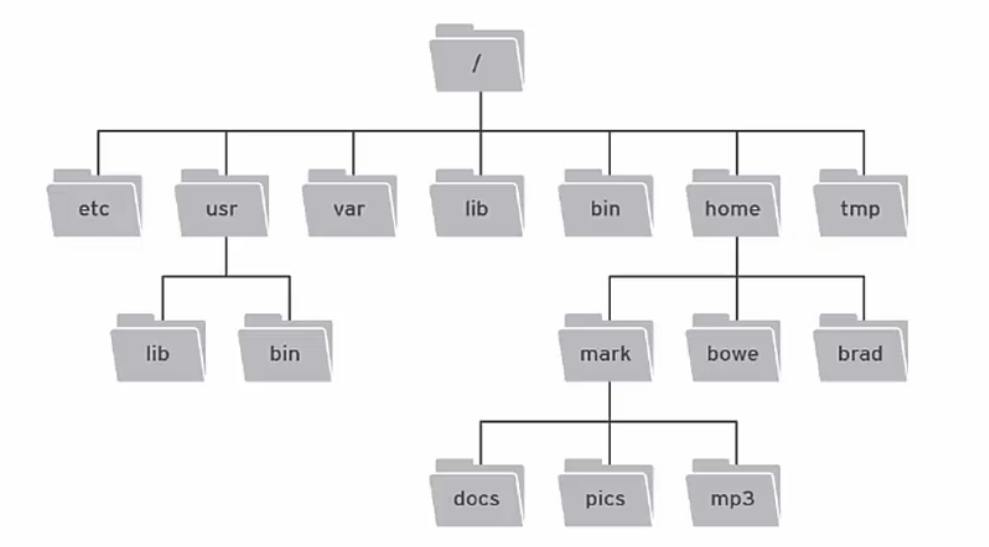 /
etc usr var lib bin home tmp
lib bin mark bowe brad
docs pics mp3